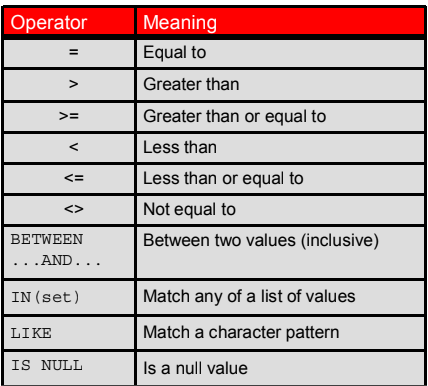 Operator Meaning
= Equal to
> Greater than
>= Greater than or equal to
< Less than
<= Less than or equal to
<> Not equal to
BETWEEN Between two values (inclusive)
...AND...
IN(set) Match any of a list of values
LIKE Match a character pattern
IS NULL Is a null value